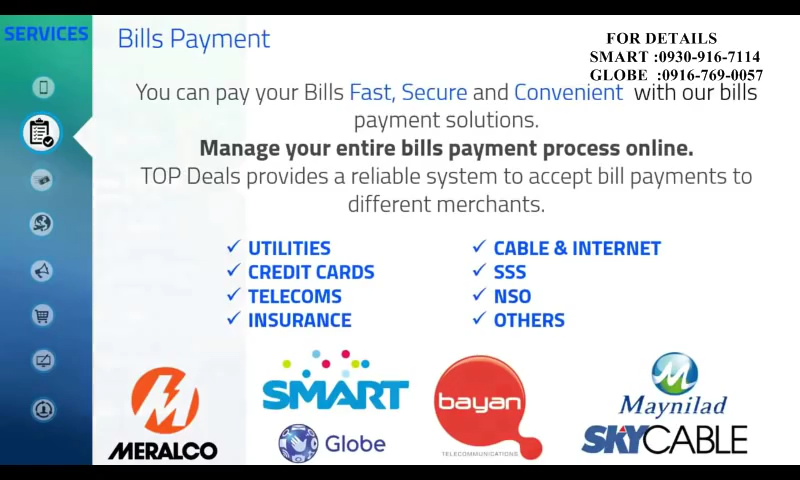 SERVICES
Bills Payment
FOR DETAILS
SMART :0930-916-7114
GLOBE :0916-769-0057
You can pay your Bills Fast, Secure and Convenient with our bills
payment solutions.
Manage your entire bills payment process online.
TOP Deals provides a reliable system to accept bill payments to
different merchants.
✓ UTILITIES
✓ CREDIT CARDS
✓ TELECOMS
✓ INSURANCE
✓ CABLE & INTERNET
✓ SSS
✓ NSO
✓ OTHERS
MERALCO
SMART
Globe
bayan
TELECOMMUNICATIONS
Maynilad
SKYCABLE